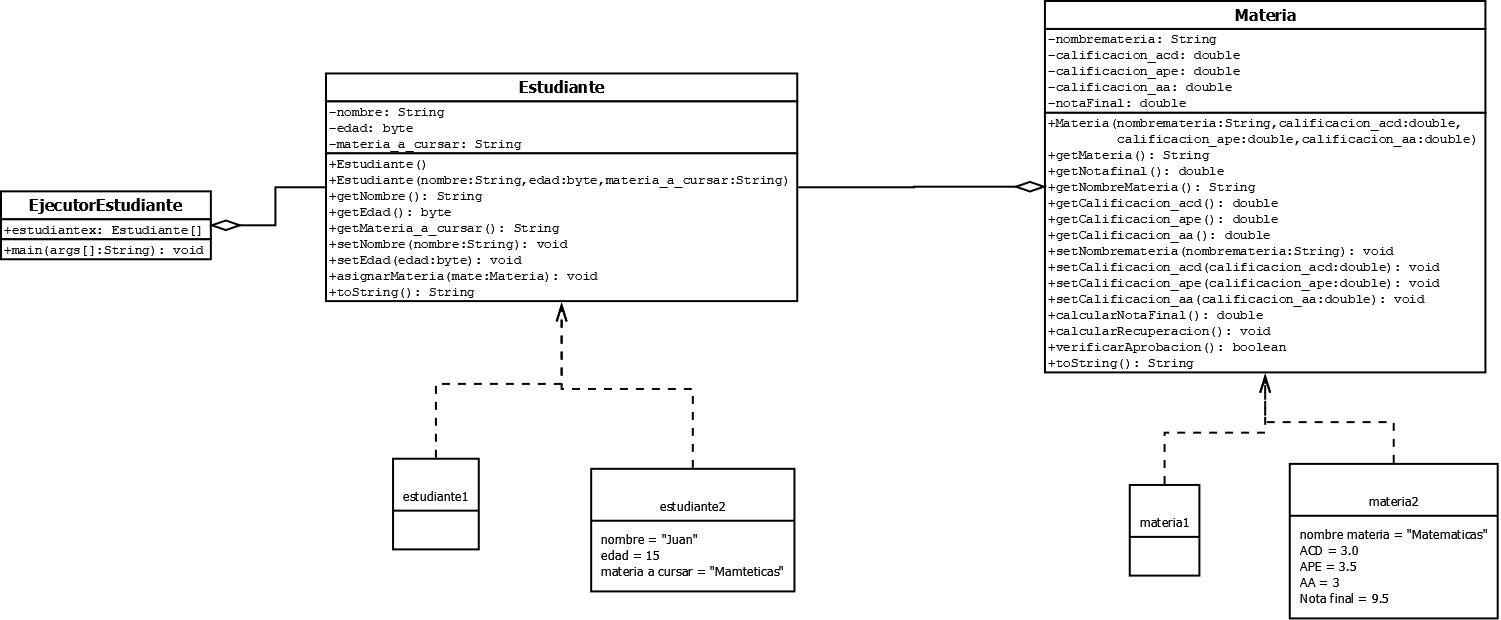 EjecutorEstudiante
+estudiantex: Estudiante[]
+main(args[]:String): void
Estudiante
-nombre: String
-edad: byte
-materia_a_cursar: String
+Estudiante()
+Estudiante(nombre:String,edad:byte,materia_a_cursar:String)
+getNombre(): String
+getEdad(): byte
+getMateria_a_cursar(): String
+setNombre(nombre:String): void
+setEdad(edad:byte): void
+asignarMateria(mate:Materia): void
+toString(): String
Materia
-nombremateria: String
-calificacion_acd: double
-calificacion_ape: double
-calificacion_aa: double
-notaFinal: double
+Materia(nombremateria:String,calificacion_acd:double,
calificacion_ape:double,calificacion_aa:double)
+getMateria(): String
+getNotafinal(): double
+getNombreMateria(): String
+getCalificacion_acd(): double
+getCalificacion_ape(): double
+getCalificacion_aa(): double
+setNombremateria(nombremateria:String): void
+setCalificacion_acd(calificacion_acd:double): void
+setCalificacion_ape(calificacion_ape:double): void
+setCalificacion_aa(calificacion_aa:double): void
+calcularNotaFinal(): double
+calcularRecuperacion(): void
+verificarAprobacion(): boolean
+toString(): String
estudiante1
estudiante2
nombre = "Juan"
edad = 15
materia a cursar = "Mamteticas"
materia1
materia2
nombre materia = "Matematicas"
ACD = 3.0
APE = 3.5
AA = 3
Nota final = 9.5